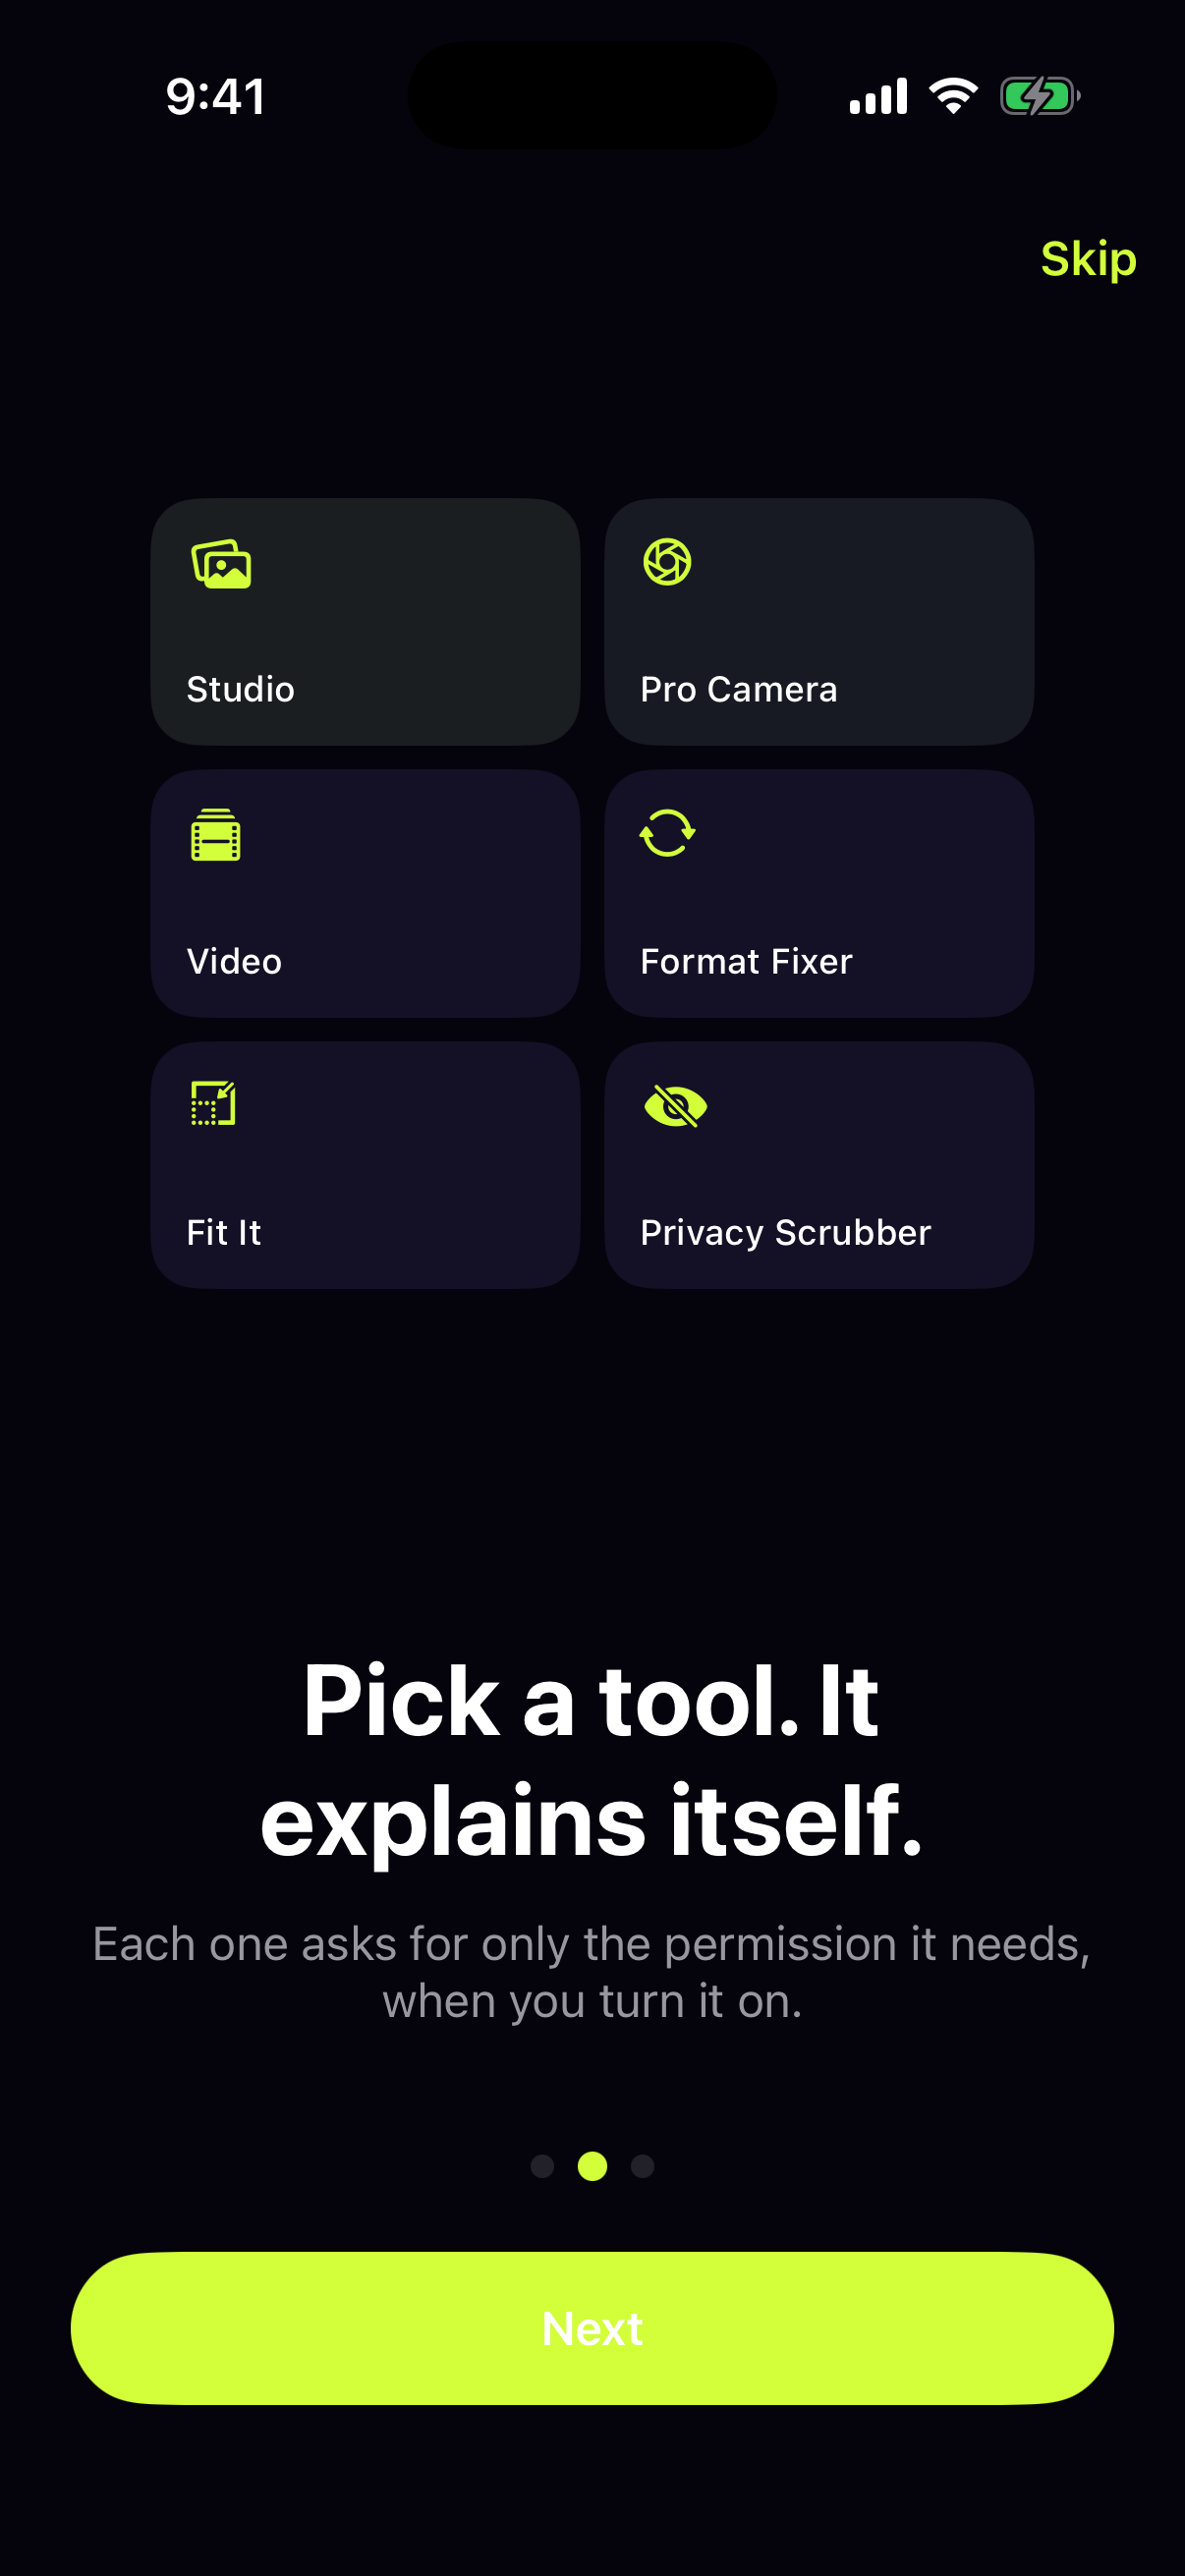 9:41
Skip
Studio
Pro Camera
Video
Format Fixer
Fit It
Privacy Scrubber
Pick a tool. It
explains itself.
Each one asks for only the permission it needs,
when you turn it on.
Next